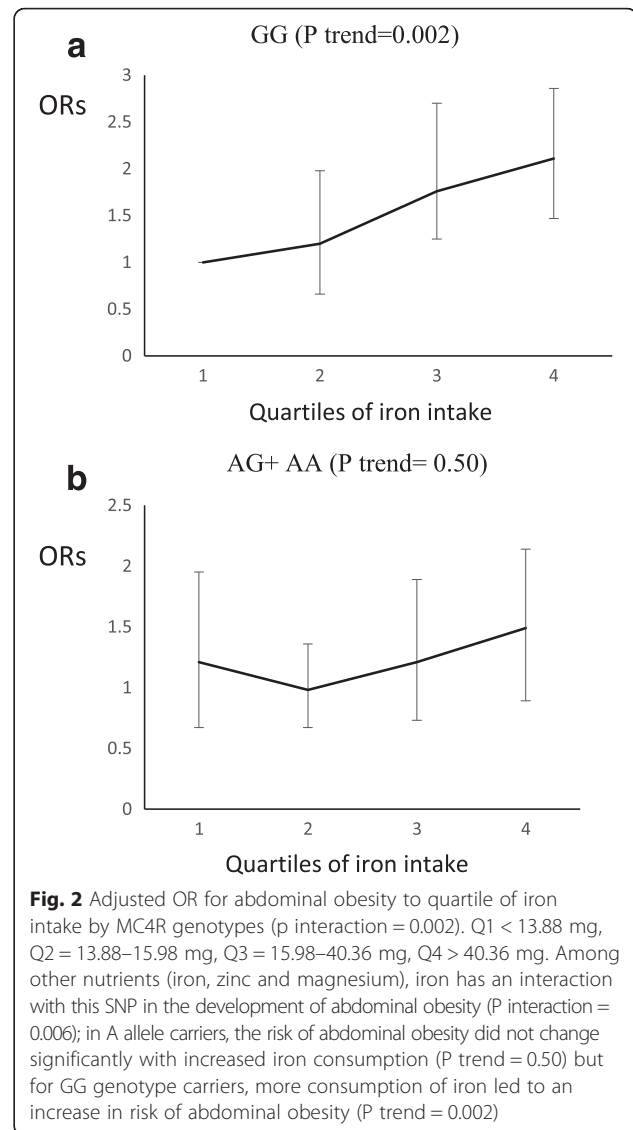 a
GG (P trend=0.002)
ORs
3
2.5
2
1.5
1
0.5
0
1 2 3 4
Quartiles of iron intake
b
AG+ AA (P trend= 0.50)
ORs
2.5
2
1.5
1
0.5
0
1 2 3 4
Quartiles of iron intake
Fig. 2 Adjusted OR for abdominal obesity to quartile of iron
intake by MC4R genotypes (p interaction = 0.002). Q1 < 13.88 mg,
Q2 = 13.88–15.98 mg, Q3 = 15.98–40.36 mg, Q4 > 40.36 mg. Among
other nutrients (iron, zinc and magnesium), iron has an interaction
with this SNP in the development of abdominal obesity (P interaction =
0.006); in A allele carriers, the risk of abdominal obesity did not change
significantly with increased iron consumption (P trend = 0.50) but
for GG genotype carriers, more consumption of iron led to an
increase in risk of abdominal obesity (P trend = 0.002)